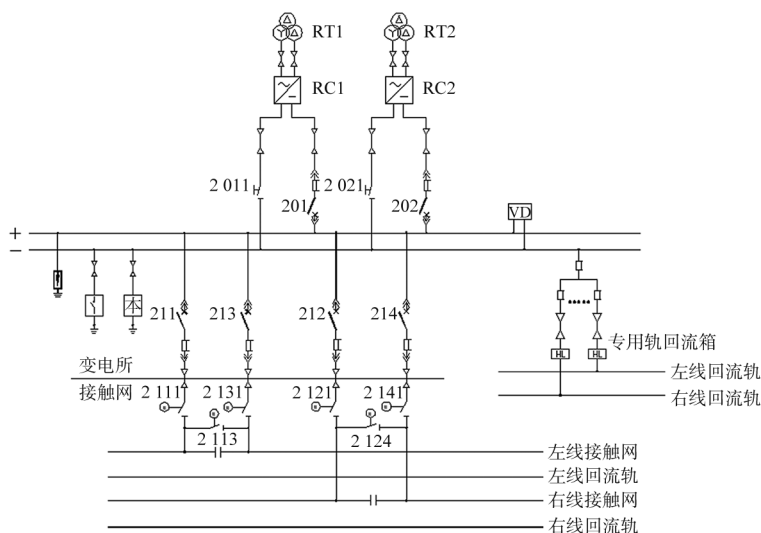 RT1 RT2
RC1 RC2
2 011 2 021
201 202
VD
+
−
211 213 212 214
专用轨回流箱
HL HL
变电所
左线回流轨
接触网
2 111 2 131 2 121 2 141
右线回流轨
2 113 2 124
左线接触网
左线回流轨
右线接触网
右线回流轨